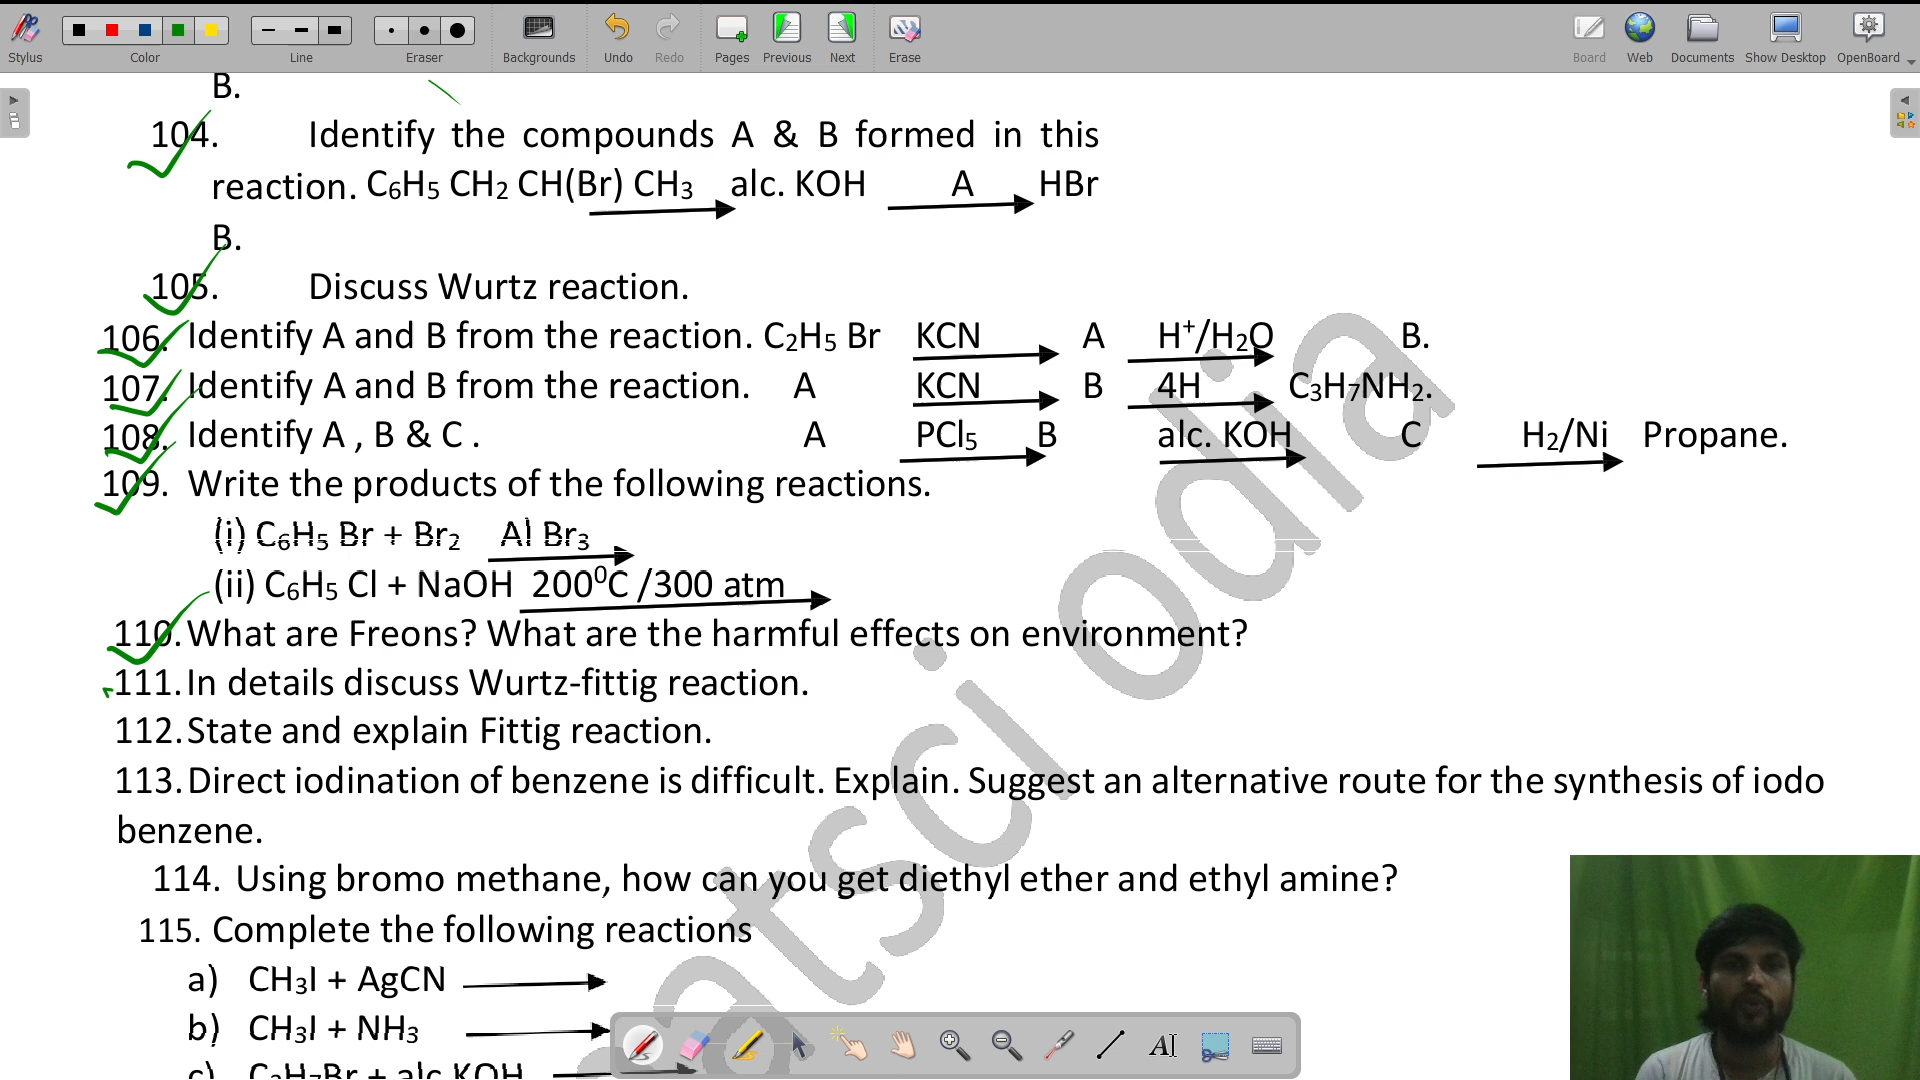 Stylus Color Line Eraser Backgrounds Undo Redo Pages Previous Next Erase Board Web Documents Show Desktop OpenBoard
B.
104. Identify the compounds A & B formed in this
reaction. C₆H₅ CH₂ CH(Br) CH₃ alc. KOH A HBr
B.
105. Discuss Wurtz reaction.
106. Identify A and B from the reaction. C₂H₅ Br KCN A H⁺/H₂O B.
107. Identify A and B from the reaction. A KCN B 4H C₃H₇NH₂.
108. Identify A , B & C . A PCl₅ B alc. KOH C H₂/Ni Propane.
109. Write the products of the following reactions.
(i) C₆H₅ Br + Br₂ Al Br₃
(ii) C₆H₅ Cl + NaOH 200⁰C /300 atm
110. What are Freons? What are the harmful effects on environment?
111. In details discuss Wurtz-fittig reaction.
112. State and explain Fittig reaction.
113. Direct iodination of benzene is difficult. Explain. Suggest an alternative route for the synthesis of iodo
benzene.
114. Using bromo methane, how can you get diethyl ether and ethyl amine?
115. Complete the following reactions
a) CH₃I + AgCN
b) CH₃I + NH₃
c) C₃H₇Br + alc KOH
atsci odia